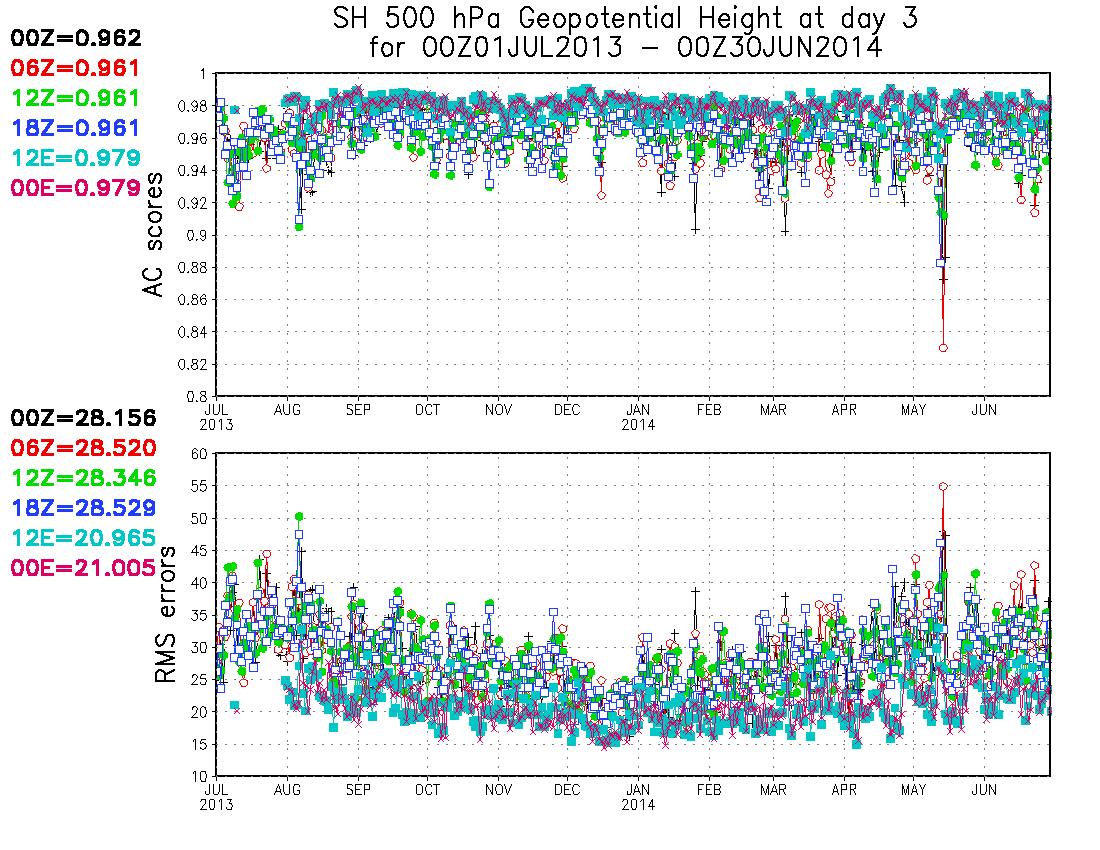 SH 500 hPa Geopotential Height at day 3
for 00Z01JUL2013 – 00Z30JUN2014
00Z=0.962
06Z=0.961
12Z=0.961
18Z=0.961
12E=0.979
00E=0.979
AC scores
1
0.98
0.96
0.94
0.92
0.9
0.88
0.86
0.84
0.82
0.8
JUL AUG SEP OCT NOV DEC JAN FEB MAR APR MAY JUN
2013 2014
00Z=28.156
06Z=28.520
12Z=28.346
18Z=28.529
12E=20.965
00E=21.005
RMS errors
60
55
50
45
40
35
30
25
20
15
10
JUL AUG SEP OCT NOV DEC JAN FEB MAR APR MAY JUN
2013 2014